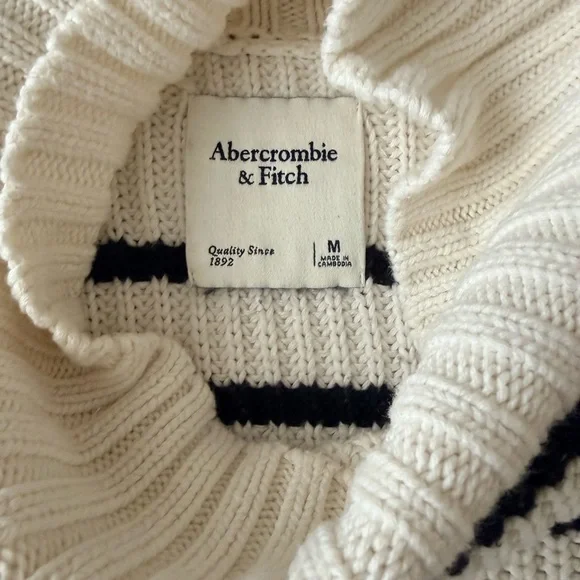 Abercrombie
& Fitch
Quality Since
1892
M
MADE IN
CAMBODIA